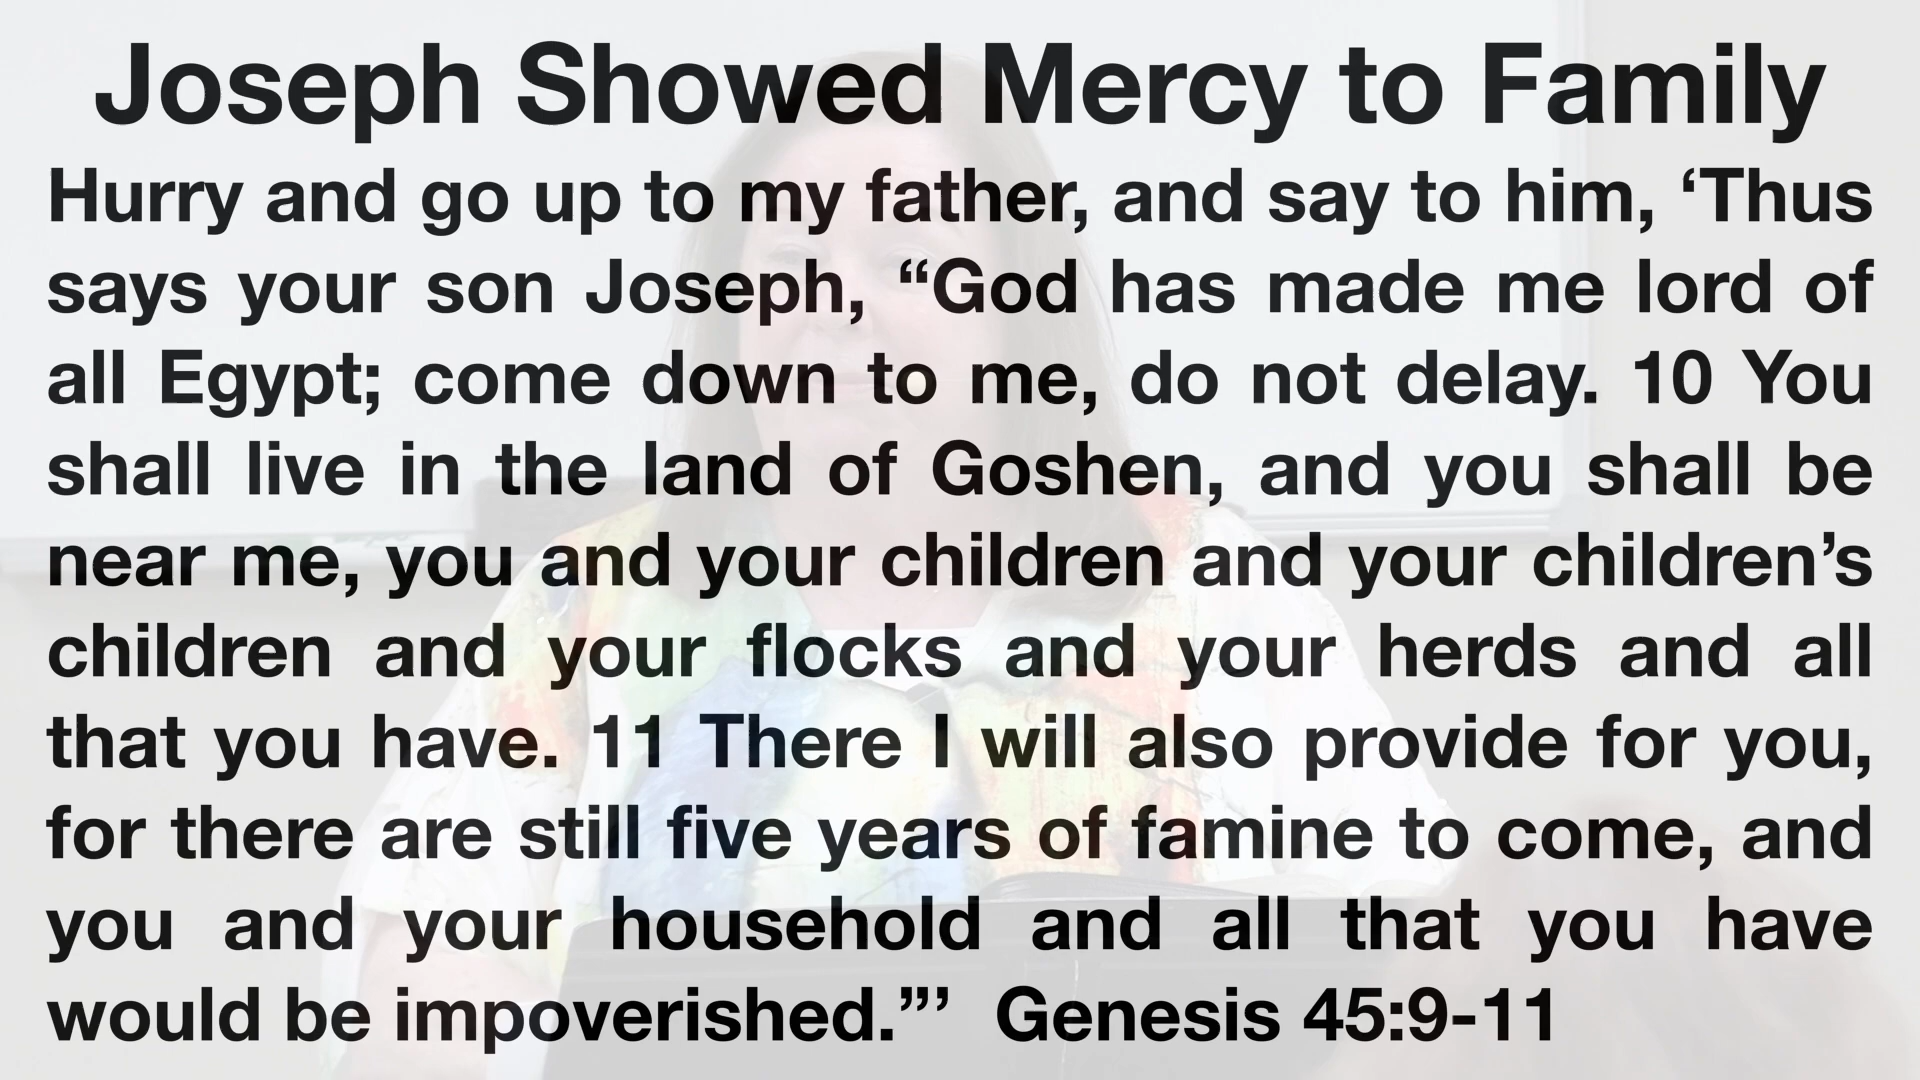 Joseph Showed Mercy to Family
Hurry and go up to my father, and say to him, ‘Thus
says your son Joseph, “God has made me lord of
all Egypt; come down to me, do not delay. 10 You
shall live in the land of Goshen, and you shall be
near me, you and your children and your children’s
children and your flocks and your herds and all
that you have. 11 There I will also provide for you,
for there are still five years of famine to come, and
you and your household and all that you have
would be impoverished.”’ Genesis 45:9-11